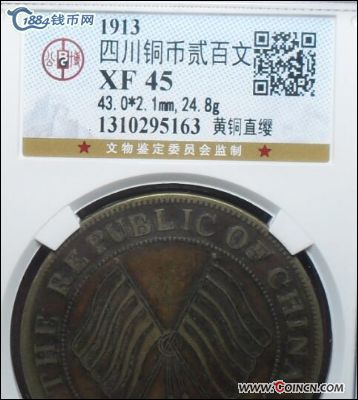 1884钱币网
1913
四川铜币贰百文
公博
XF 45
43.0*2.1mm,24.8g
1310295163 黄铜直缨
★ 文物鉴定委员会监制 ★
THE REPUBLIC OF CHINA
www.COINCN.com